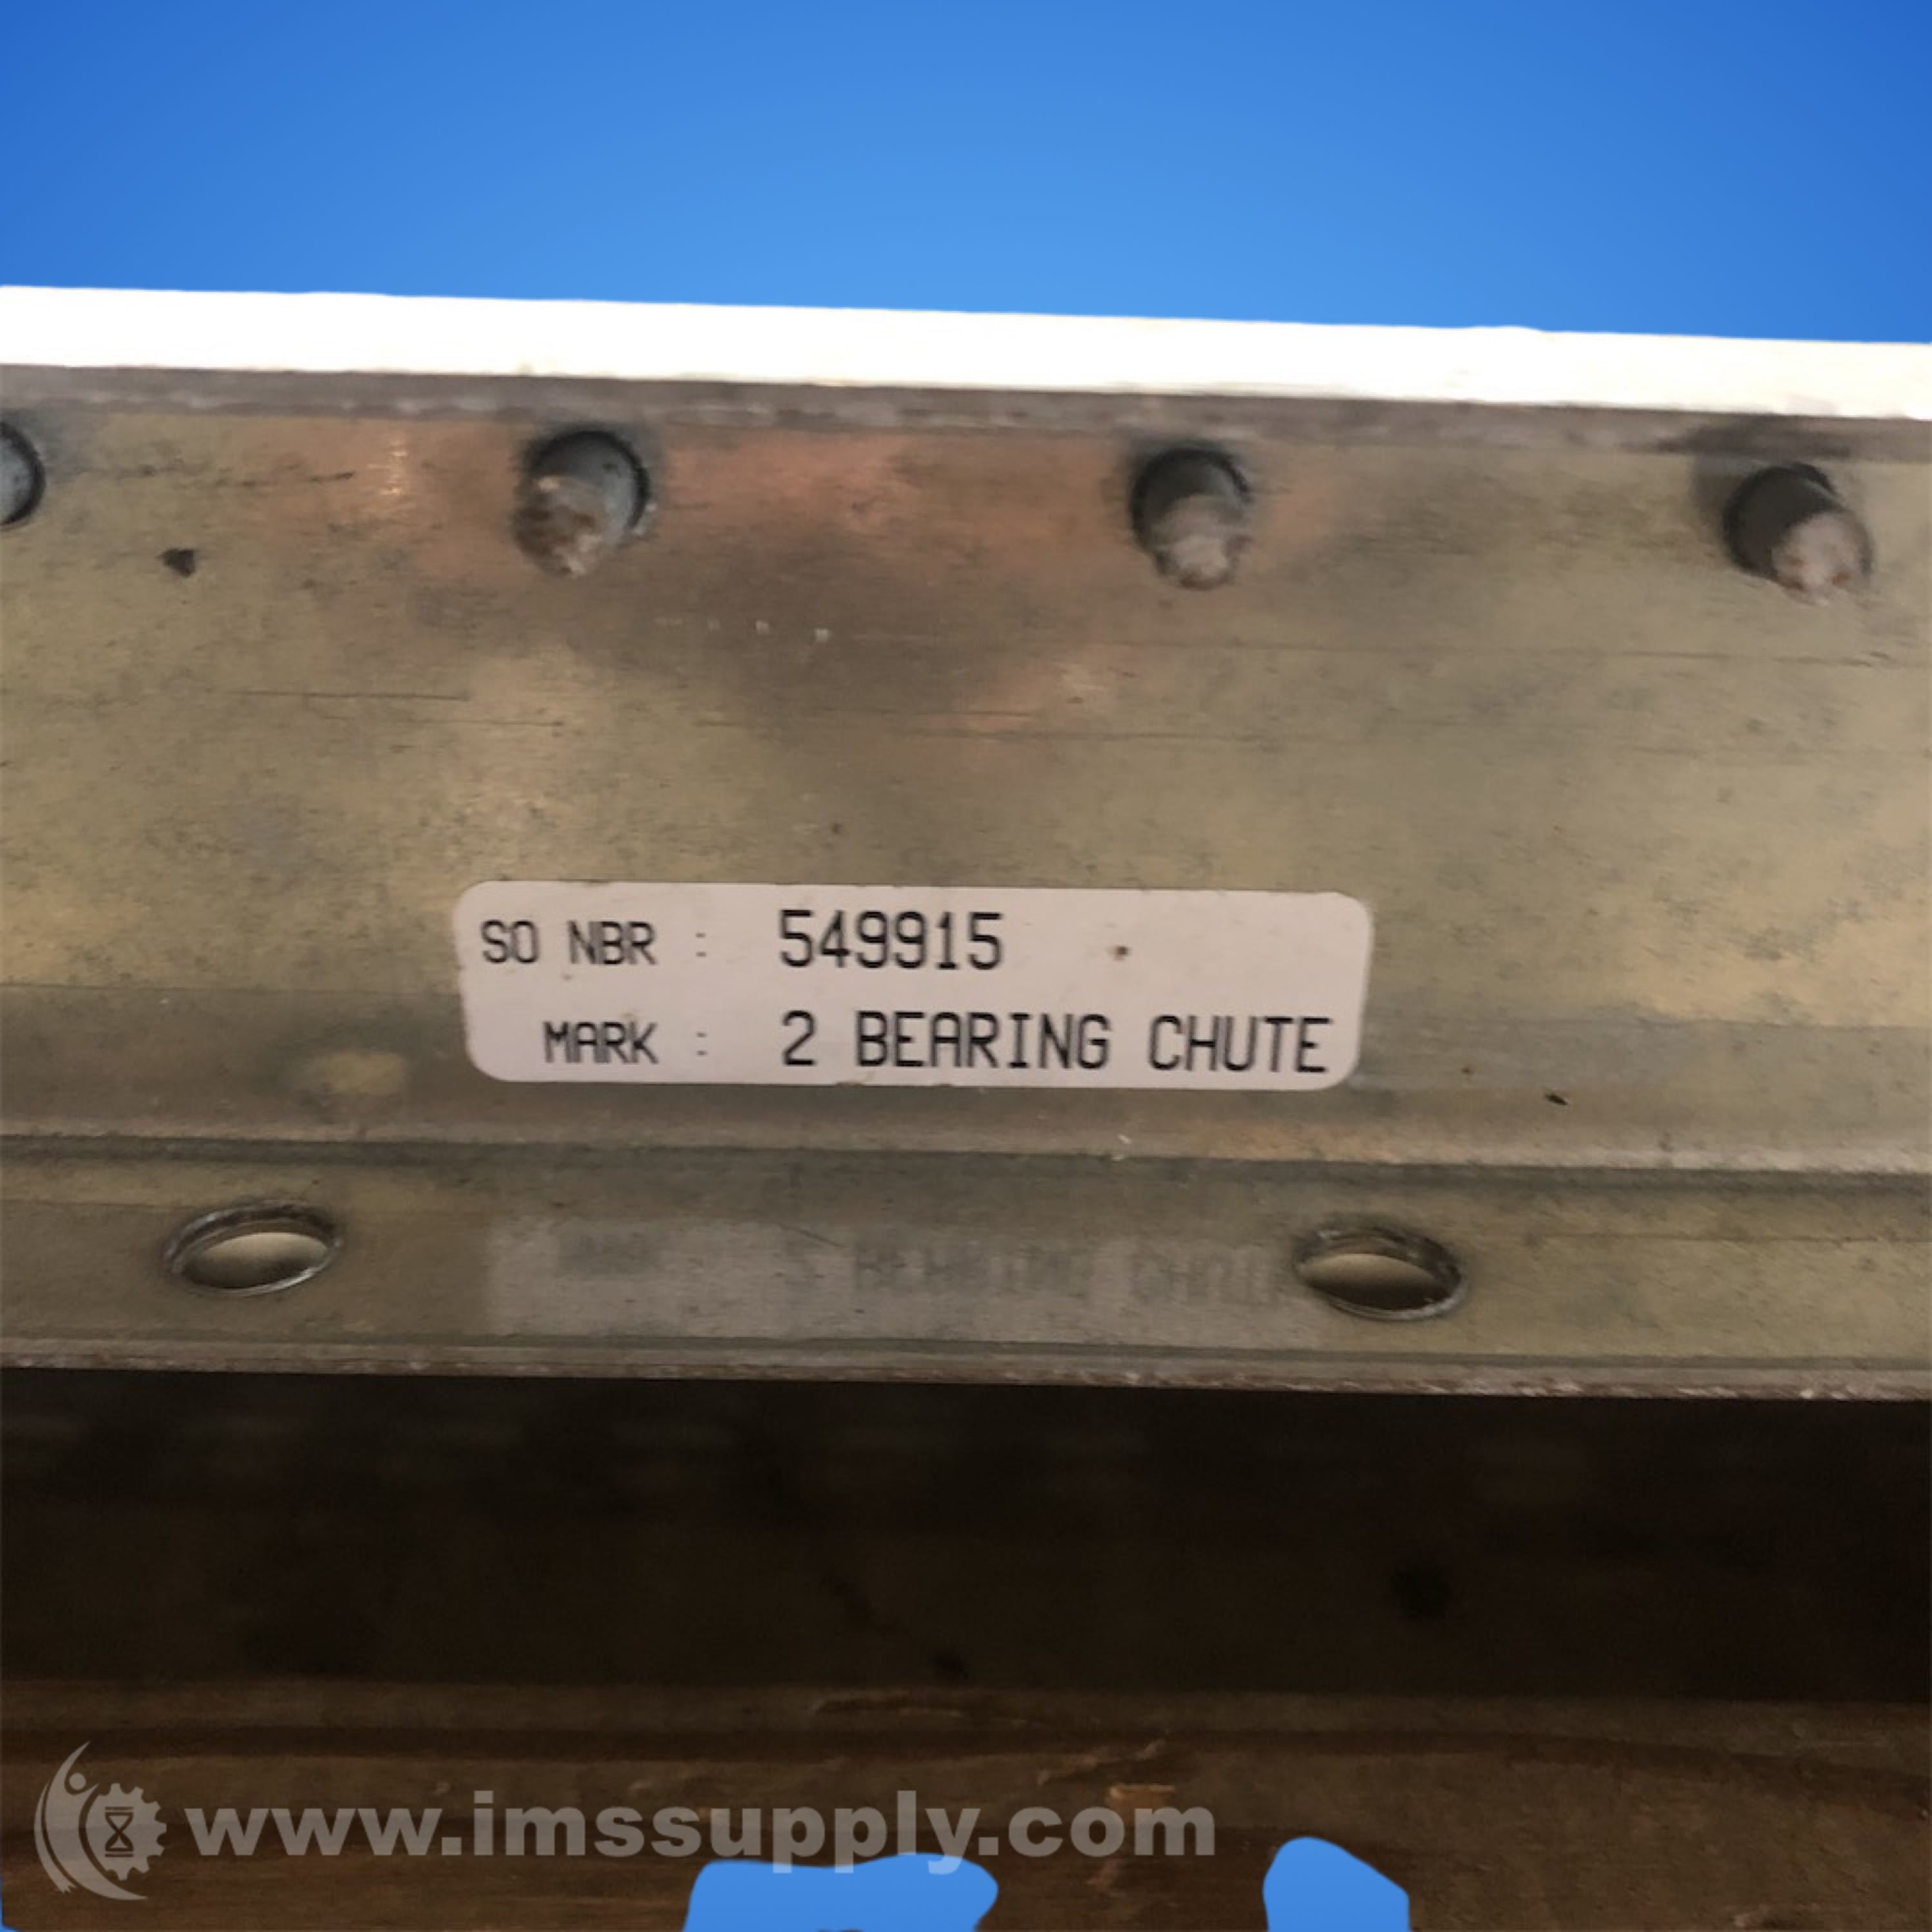 SO NBR : 549915
MARK : 2 BEARING CHUTE
www.imssupply.com